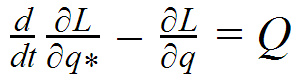 d/dt ∂L/∂q* − ∂L/∂q = Q